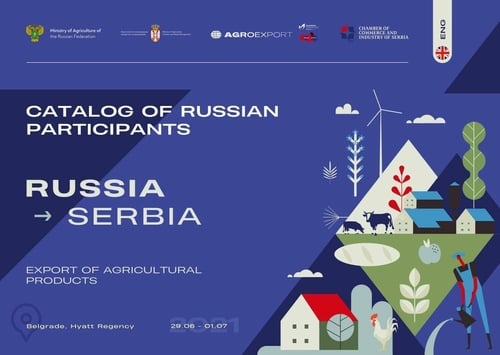 Ministry of Agriculture of
the Russian Federation
AGROEXPORT
CHAMBER OF
COMMERCE AND
INDUSTRY OF SERBIA
ENG
CATALOG OF RUSSIAN
PARTICIPANTS
RUSSIA
→ SERBIA
EXPORT OF AGRICULTURAL
PRODUCTS
Belgrade, Hyatt Regency
29.06 - 01.07
2021